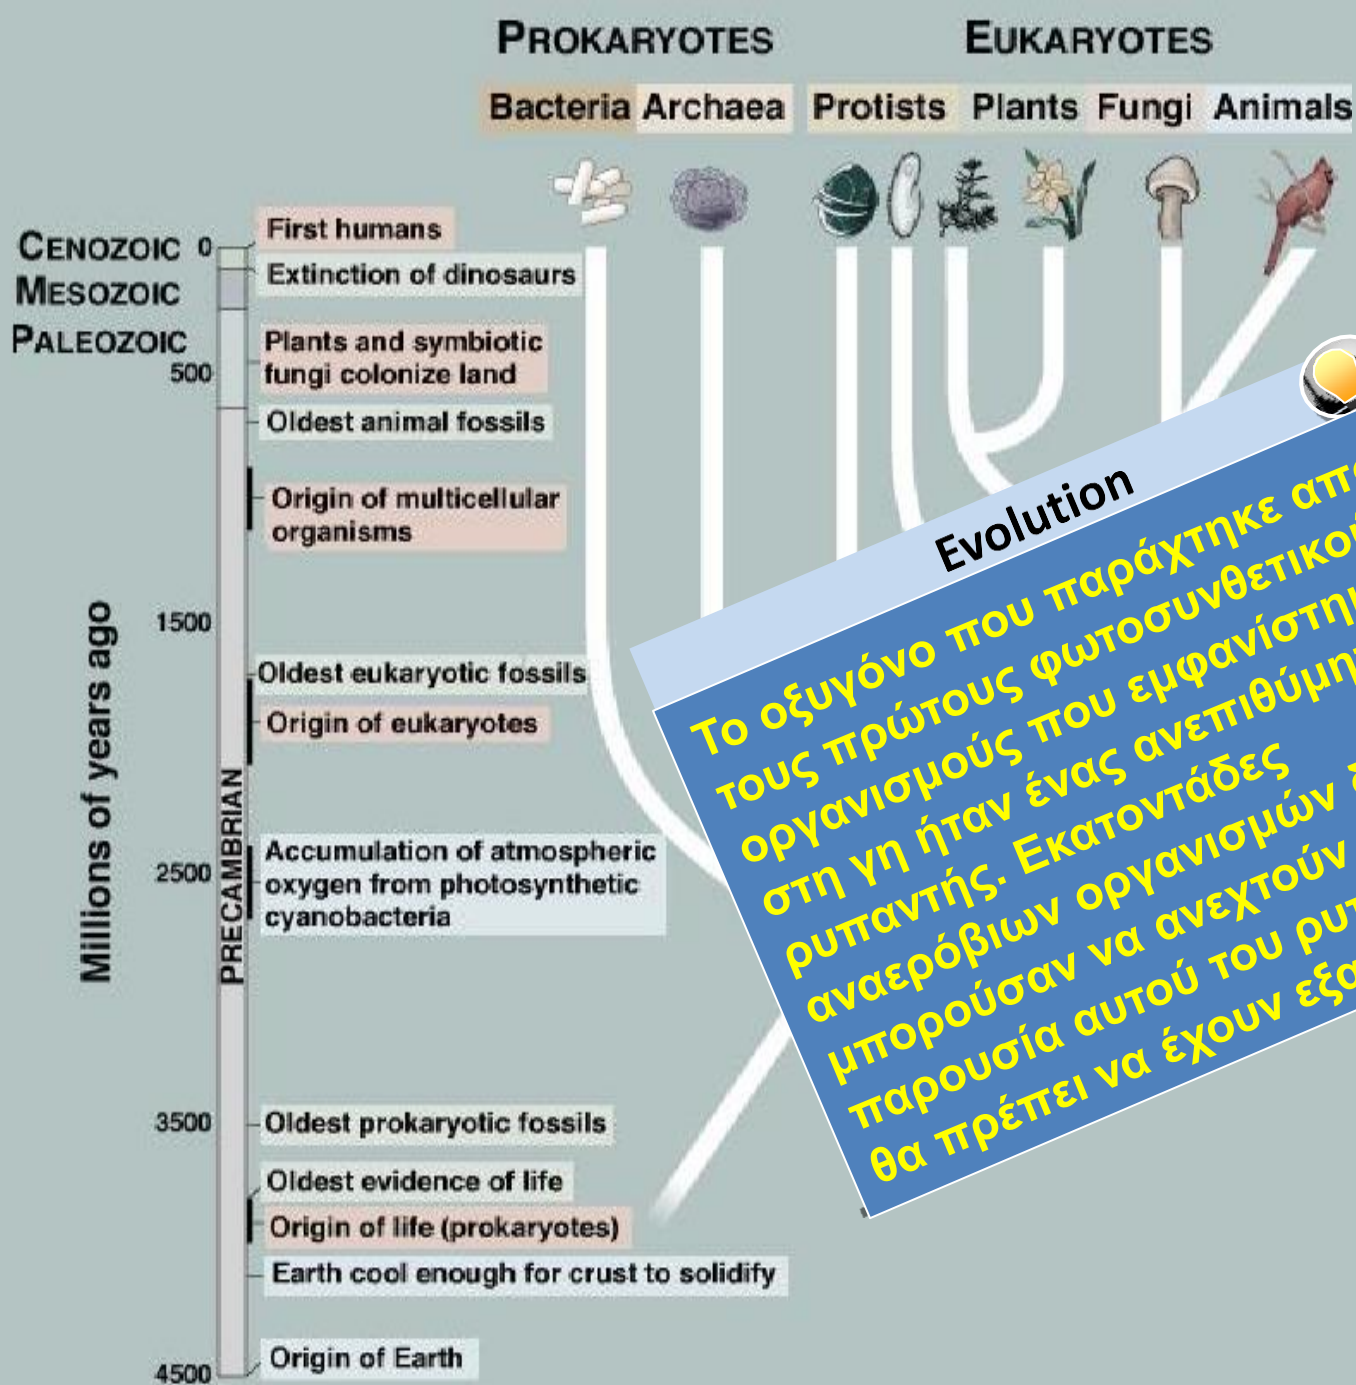 PROKARYOTES EUKARYOTES
Bacteria Archaea Protists Plants Fungi Animals
CENOZOIC 0
MESOZOIC
PALEOZOIC
500
1500
2500
3500
4500
Millions of years ago
PRECAMBRIAN
First humans
Extinction of dinosaurs
Plants and symbiotic
fungi colonize land
Oldest animal fossils
Origin of multicellular
organisms
Oldest eukaryotic fossils
Origin of eukaryotes
Accumulation of atmospheric
oxygen from photosynthetic
cyanobacteria
Oldest prokaryotic fossils
Oldest evidence of life
Origin of life (prokaryotes)
Earth cool enough for crust to solidify
Origin of Earth
Evolution
Το οξυγόνο που παράχτηκε
τους πρώτους
οργανισμούς που
στη γη ήταν ένας
ρυπαντής. Εκατοντάδες
αναερόβιων οργανισμών
μπορούσαν να ανεχτούν
παρουσία αυτού του
θα πρέπει να έχουν